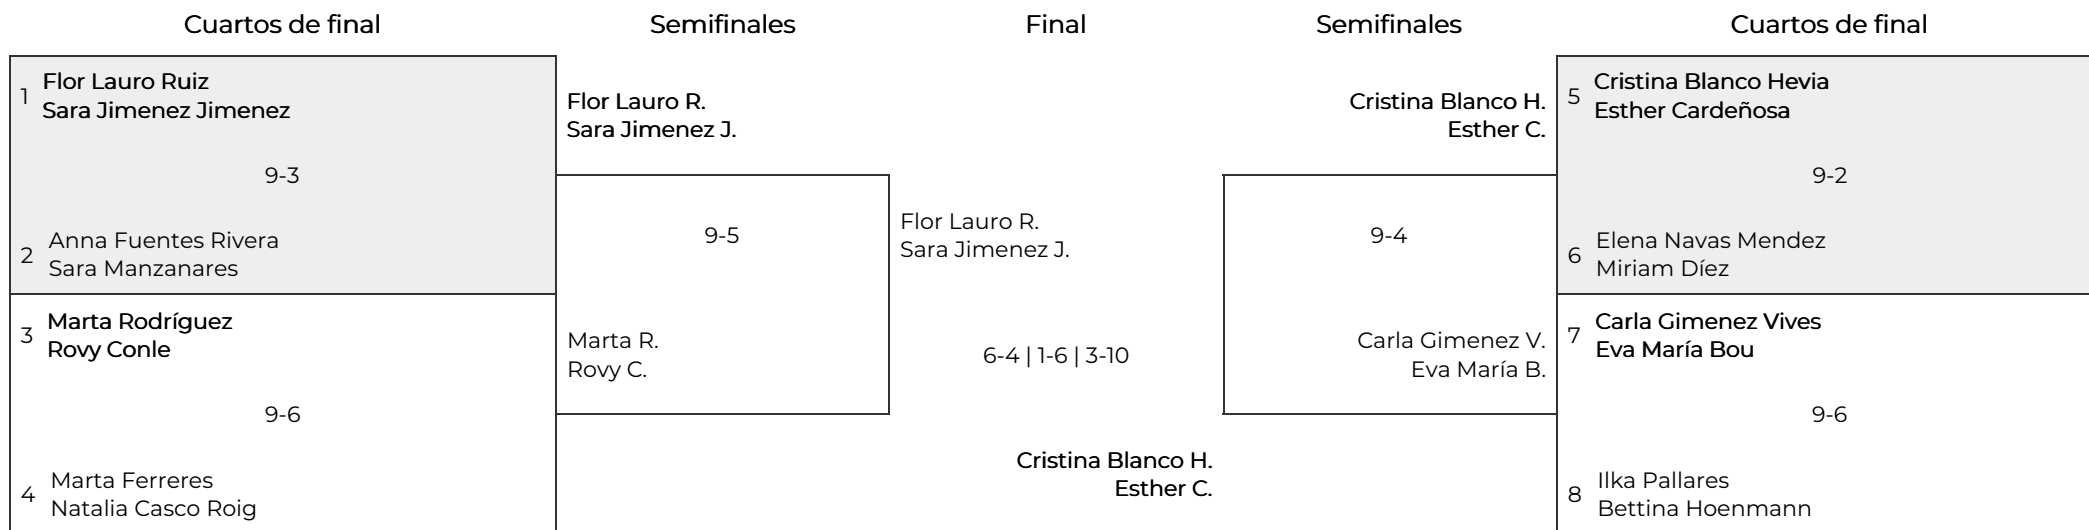 Cuartos de final
Semifinales
Final
Semifinales
Cuartos de final
1
Flor Lauro Ruiz
Sara Jimenez Jimenez
9-3
2
Anna Fuentes Rivera
Sara Manzanares
3
Marta Rodríguez
Rovy Conle
9-6
4
Marta Ferreres
Natalia Casco Roig
Flor Lauro R.
Sara Jimenez J.
9-5
Marta R.
Rovy C.
Flor Lauro R.
Sara Jimenez J.
6-4 | 1-6 | 3-10
Cristina Blanco H.
Esther C.
Cristina Blanco H.
Esther C.
9-4
Carla Gimenez V.
Eva María B.
5
Cristina Blanco Hevia
Esther Cardeñosa
9-2
6
Elena Navas Mendez
Miriam Díez
7
Carla Gimenez Vives
Eva María Bou
9-6
8
Ilka Pallares
Bettina Hoenmann